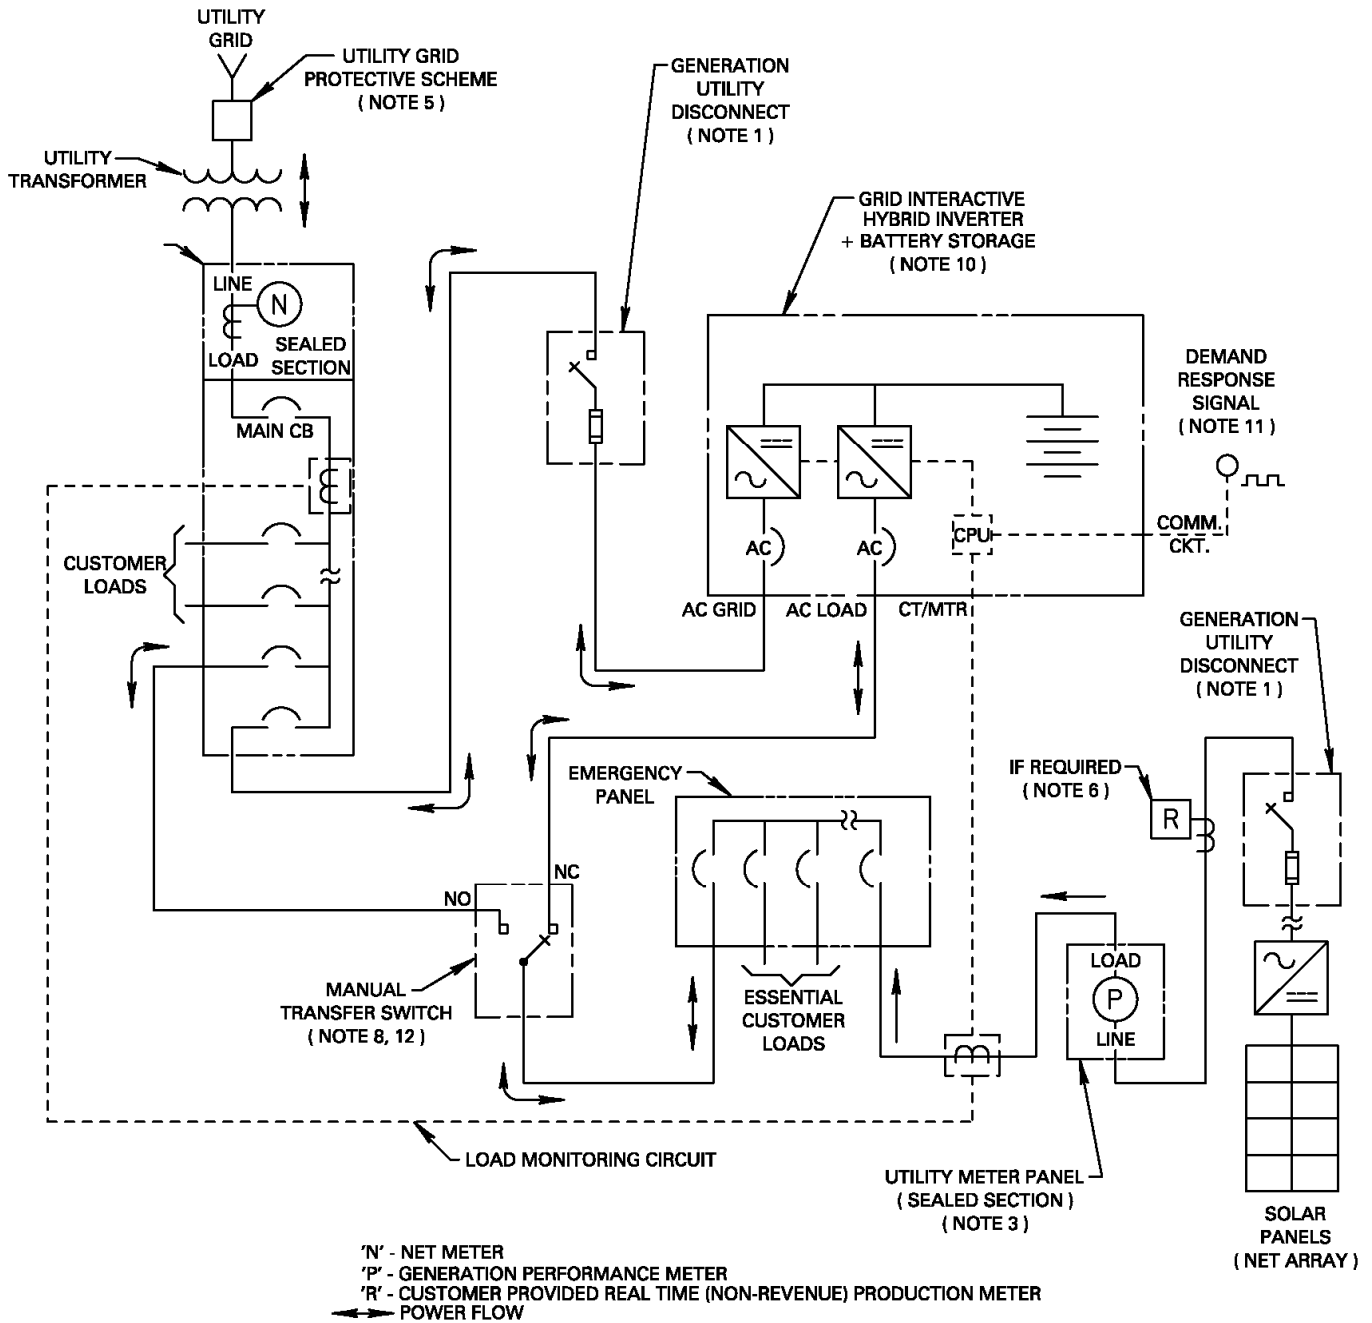 UTILITY
GRID
UTILITY GRID
PROTECTIVE SCHEME
( NOTE 5 )
UTILITY
TRANSFORMER
GENERATION
UTILITY
DISCONNECT
( NOTE 1 )
GRID INTERACTIVE
HYBRID INVERTER
+ BATTERY STORAGE
( NOTE 10 )
LINE
N
LOAD
SEALED
SECTION
MAIN CB
DEMAND
RESPONSE
SIGNAL
( NOTE 11 )
AC
AC
CPU
COMM.
CKT.
CUSTOMER
LOADS
AC GRID
AC LOAD
CT/MTR
GENERATION
UTILITY
DISCONNECT
( NOTE 1 )
EMERGENCY
PANEL
IF REQUIRED
( NOTE 6 )
R
NO
NC
MANUAL
TRANSFER SWITCH
( NOTE 8, 12 )
ESSENTIAL
CUSTOMER
LOADS
LOAD
P
LINE
LOAD MONITORING CIRCUIT
UTILITY METER PANEL
( SEALED SECTION )
( NOTE 3 )
SOLAR
PANELS
( NET ARRAY )
'N' - NET METER
'P' - GENERATION PERFORMANCE METER
'R' - CUSTOMER PROVIDED REAL TIME (NON-REVENUE) PRODUCTION METER
POWER FLOW